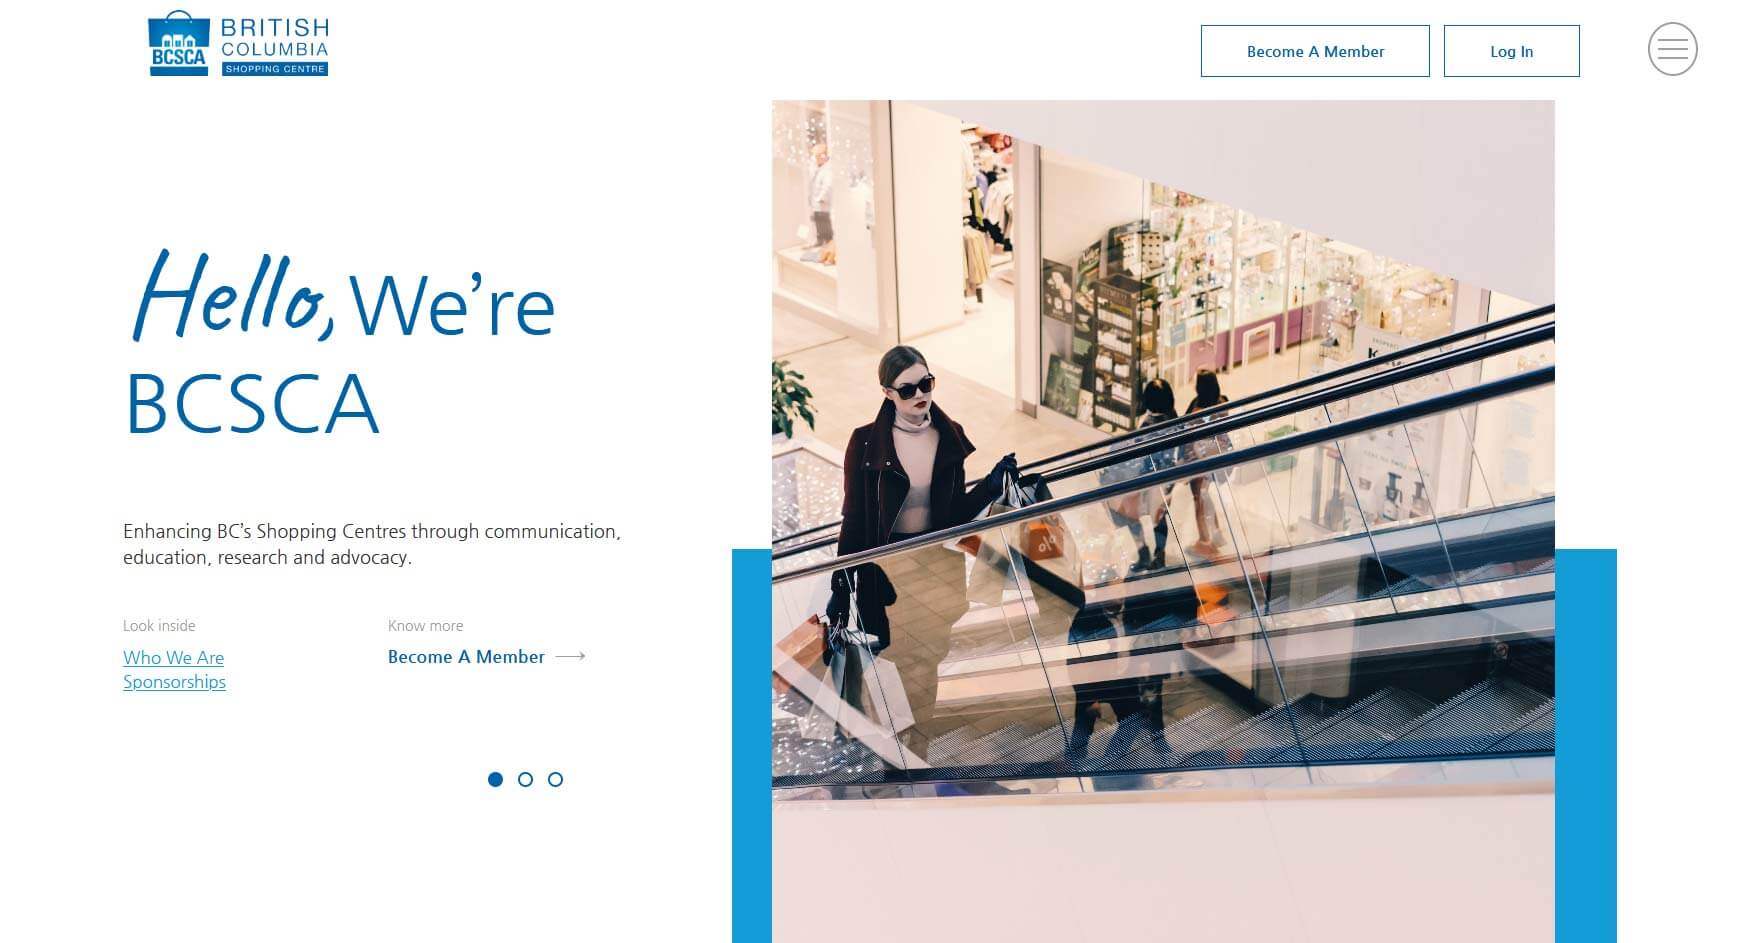 BCSCA
BRITISH
COLUMBIA
SHOPPING CENTRE
Become A Member
Log In
Hello, We’re
BCSCA
Enhancing BC’s Shopping Centres through communication,
education, research and advocacy.
Look inside
Who We Are
Sponsorships
Know more
Become A Member
%